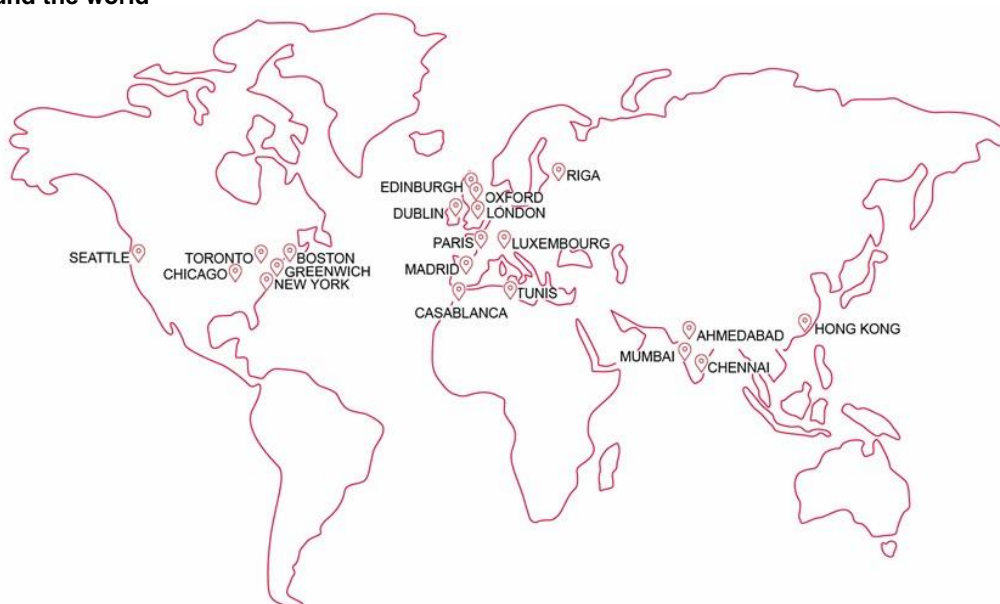 and the world
EDINBURGH
RIGA
OXFORD
DUBLIN
LONDON
PARIS
LUXEMBOURG
SEATTLE
TORONTO
BOSTON
CHICAGO
GREENWICH
MADRID
NEW YORK
TUNIS
CASABLANCA
HONG KONG
AHMEDABAD
MUMBAI
CHENNAI